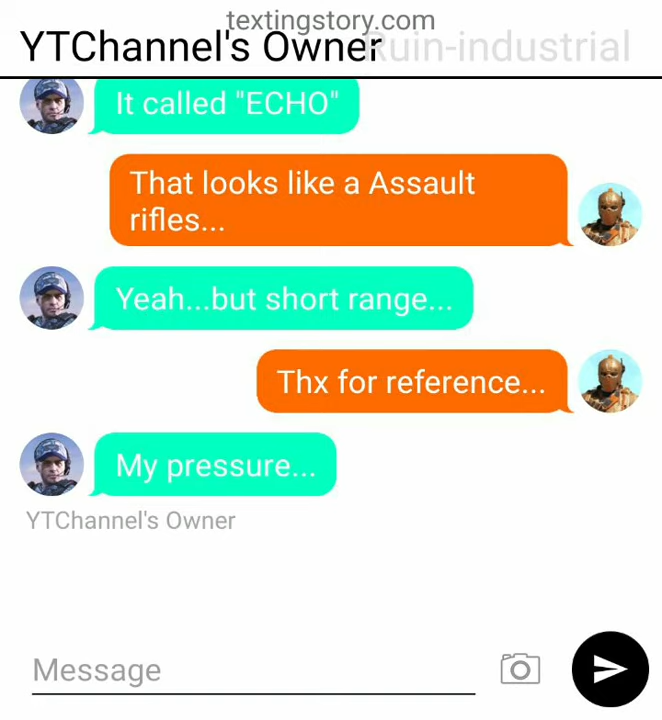 textingstory.com
YTChannel's Owner
Ruin-industrial
It called "ECHO"
That looks like a Assault
rifles...
Yeah...but short range...
Thx for reference...
My pressure...
YTChannel's Owner
Message